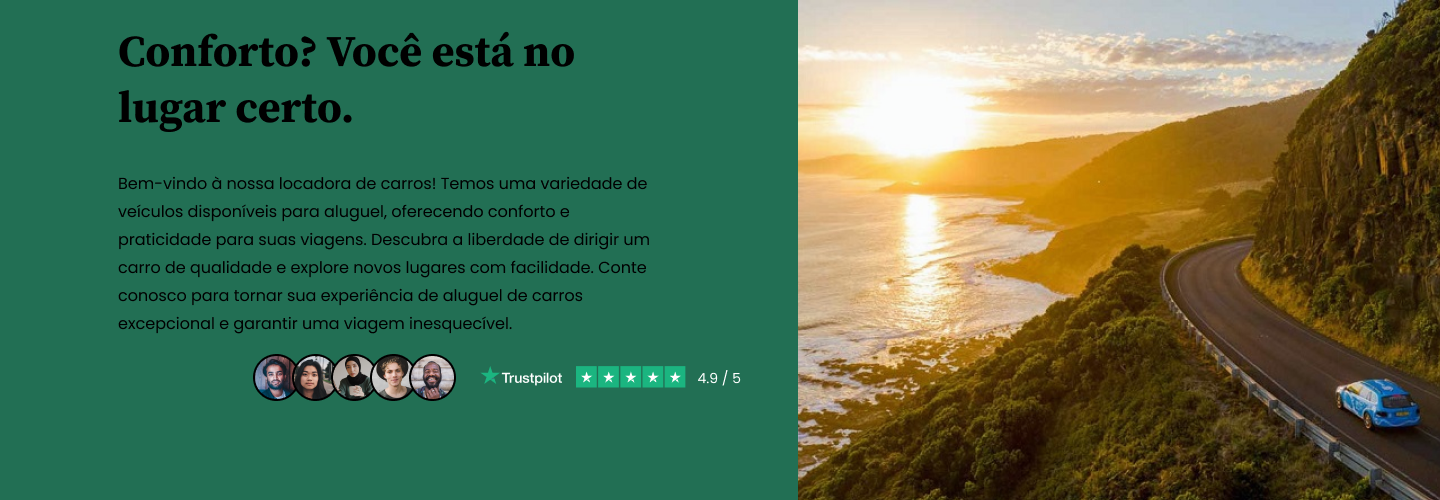 Conforto? Você está no
lugar certo.
Bem-vindo à nossa locadora de carros! Temos uma variedade de
veículos disponíveis para aluguel, oferecendo conforto e
praticidade para suas viagens. Descubra a liberdade de dirigir um
carro de qualidade e explore novos lugares com facilidade. Conte
conosco para tornar sua experiência de aluguel de carros
excepcional e garantir uma viagem inesquecível.
Trustpilot 4.9 / 5